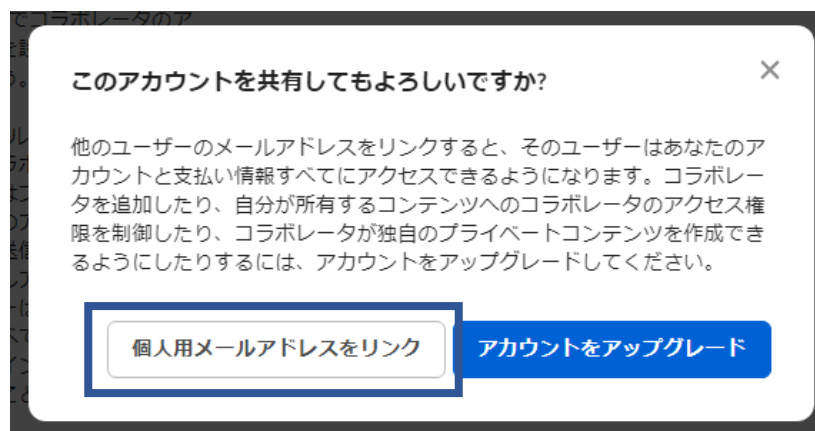 でコラボレータのア
このアカウントを共有してもよろしいですか?
他のユーザーのメールアドレスをリンクすると、そのユーザーはあなたのア
カウントと支払い情報すべてにアクセスできるようになります。コラボレー
タを追加したり、自分が所有するコンテンツへのコラボレータのアクセス権
限を制御したり、コラボレータが独自のプライベートコンテンツを作成でき
るようにしたりするには、アカウントをアップグレードしてください。
個人用メールアドレスをリンク
アカウントをアップグレード